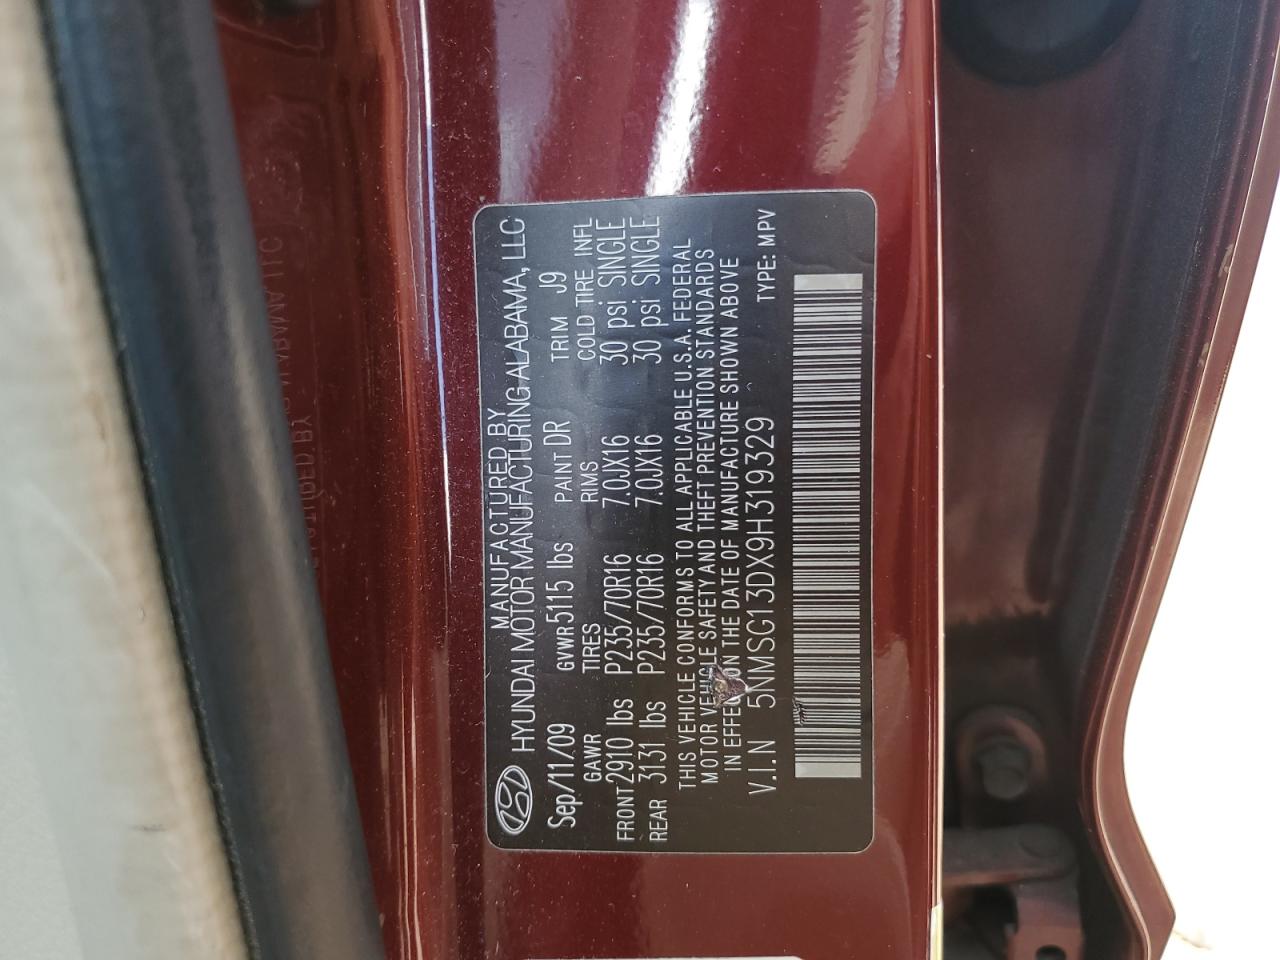 MANUFACTURED BY
HYUNDAI MOTOR MANUFACTURING ALABAMA, LLC
Sep/11/09 GVWR 5115 lbs PAINT DR TRIM J9
GAWR TIRES RIMS COLD TIRE INFL
FRONT 2910 lbs P235/70R16 7.0JX16 30 psi SINGLE
REAR 3131 lbs P235/70R16 7.0JX16 30 psi SINGLE
THIS VEHICLE CONFORMS TO ALL APPLICABLE U.S.A. FEDERAL
MOTOR VEHICLE SAFETY AND THEFT PREVENTION STANDARDS
IN EFFECT ON THE DATE OF MANUFACTURE SHOWN ABOVE
V.I.N 5NMSG13DX9H319329 TYPE: MPV